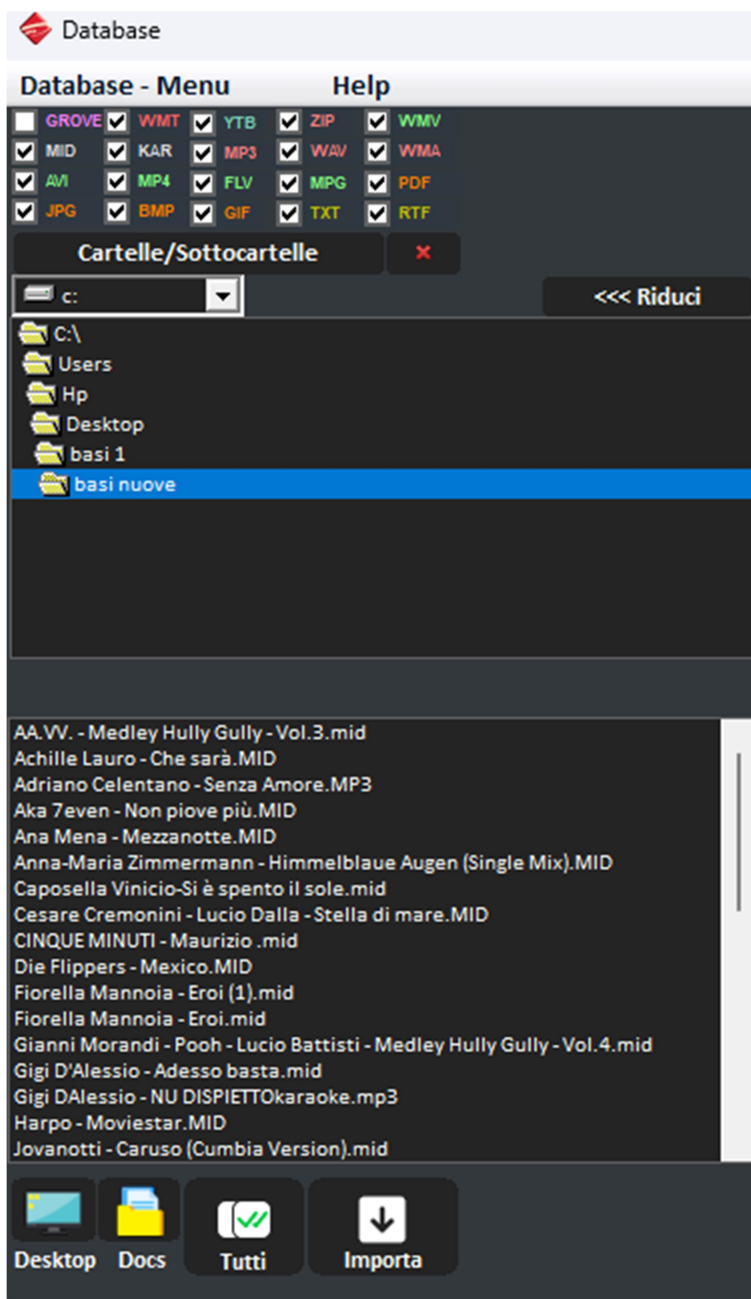 Database
Database - Menu Help
GROVE WMT YTB ZIP WMV
MID KAR MP3 WAV WMA
AVI MP4 FLV MPG PDF
JPG BMP GIF TXT RTF
Cartelle/Sottocartelle
c: <<< Riduci
C:\
Users
Hp
Desktop
basi 1
basi nuove
AA.VV. - Medley Hully Gully - Vol.3.mid
Achille Lauro - Che sarà.MID
Adriano Celentano - Senza Amore.MP3
Aka 7even - Non piove più.MID
Ana Mena - Mezzanotte.MID
Anna-Maria Zimmermann - Himmelblaue Augen (Single Mix).MID
Caposella Vinicio-Si è spento il sole.mid
Cesare Cremonini - Lucio Dalla - Stella di mare.MID
CINQUE MINUTI - Maurizio .mid
Die Flippers - Mexico.MID
Fiorella Mannoia - Eroi (1).mid
Fiorella Mannoia - Eroi.mid
Gianni Morandi - Pooh - Lucio Battisti - Medley Hully Gully - Vol.4.mid
Gigi D'Alessio - Adesso basta.mid
Gigi DAlessio - NU DISPIETTOkaraoke.mp3
Harpo - Moviestar.MID
Jovanotti - Caruso (Cumbia Version).mid
Desktop Docs Tutti Importa